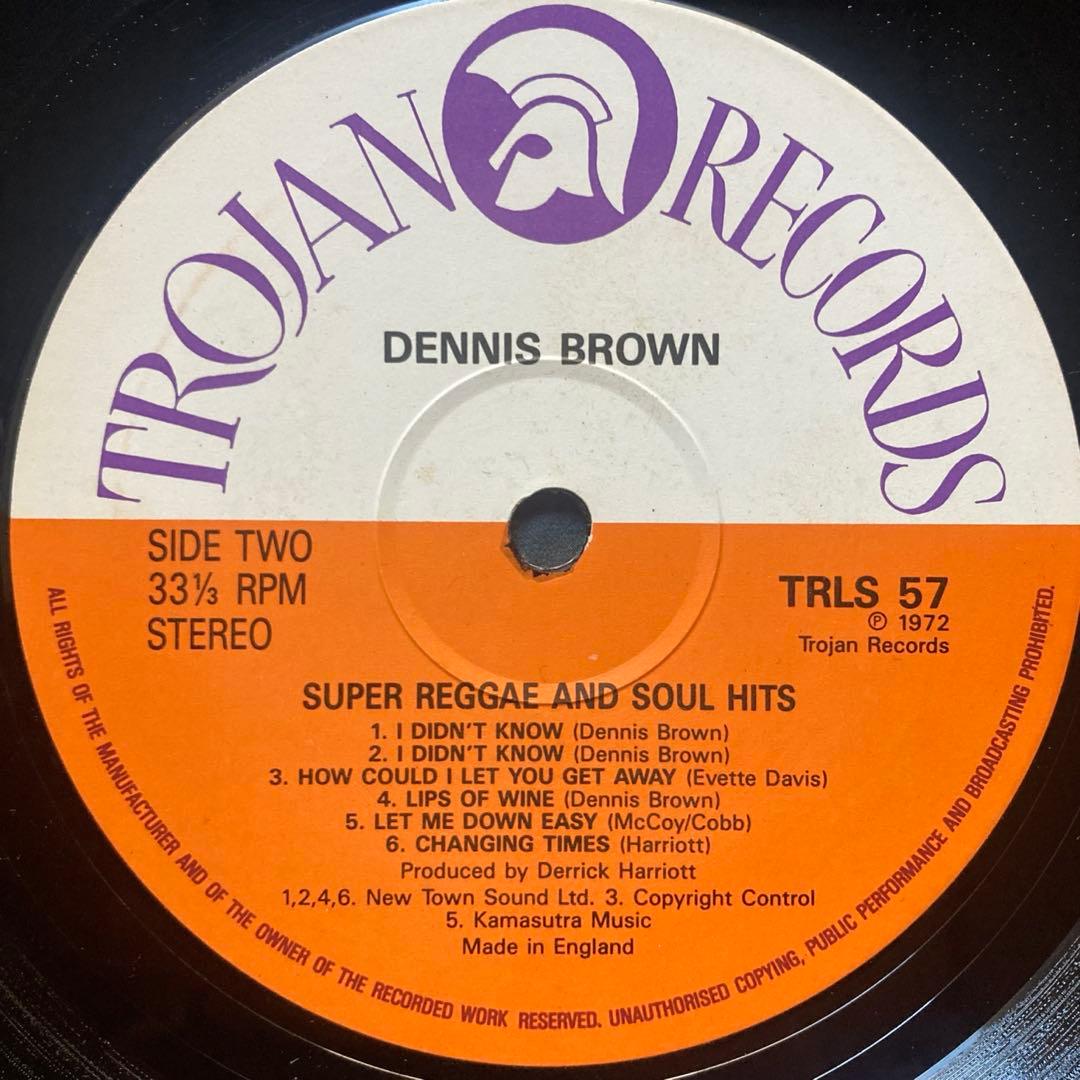 TROJAN RECORDS
DENNIS BROWN
SIDE TWO
33⅓ RPM
STEREO
TRLS 57
℗ 1972
Trojan Records
SUPER REGGAE AND SOUL HITS
1. I DIDN'T KNOW (Dennis Brown)
2. I DIDN'T KNOW (Dennis Brown)
3. HOW COULD I LET YOU GET AWAY (Evette Davis)
4. LIPS OF WINE (Dennis Brown)
5. LET ME DOWN EASY (McCoy/Cobb)
6. CHANGING TIMES (Harriott)
Produced by Derrick Harriott
1,2,4,6. New Town Sound Ltd. 3. Copyright Control
5. Kamasutra Music
Made in England
ALL RIGHTS OF THE MANUFACTURER AND OF THE OWNER OF THE RECORDED WORK RESERVED. UNAUTHORISED COPYING, PUBLIC PERFORMANCE AND BROADCASTING PROHIBITED.